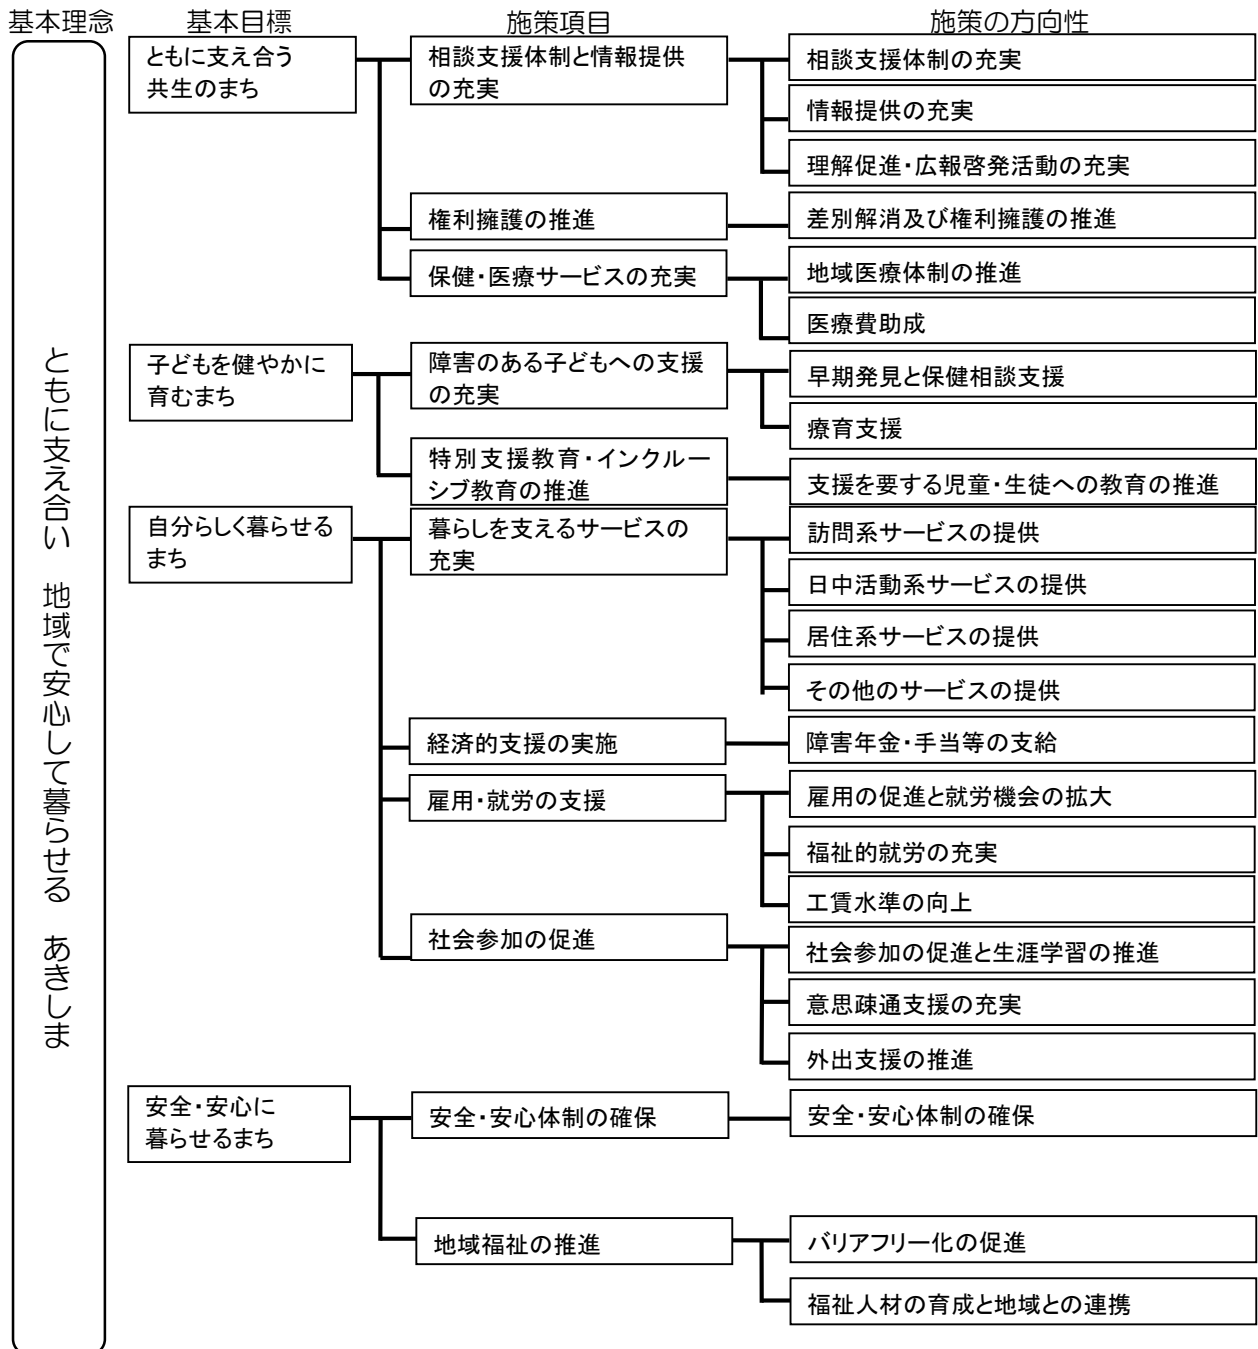 基本理念
基本目標
施策項目
施策の方向性
ともに支え合い 地域で安心して暮らせる あきしま
ともに支え合う
共生のまち
相談支援体制と情報提供
の充実
相談支援体制の充実
情報提供の充実
理解促進・広報啓発活動の充実
権利擁護の推進
差別解消及び権利擁護の推進
保健・医療サービスの充実
地域医療体制の推進
医療費助成
子どもを健やかに
育むまち
障害のある子どもへの支援
の充実
早期発見と保健相談支援
療育支援
特別支援教育・インクルー
シブ教育の推進
支援を要する児童・生徒への教育の推進
自分らしく暮らせる
まち
暮らしを支えるサービスの
充実
訪問系サービスの提供
日中活動系サービスの提供
居住系サービスの提供
その他のサービスの提供
経済的支援の実施
障害年金・手当等の支給
雇用・就労の支援
雇用の促進と就労機会の拡大
福祉的就労の充実
工賃水準の向上
社会参加の促進
社会参加の促進と生涯学習の推進
意思疎通支援の充実
外出支援の推進
安全・安心に
暮らせるまち
安全・安心体制の確保
安全・安心体制の確保
地域福祉の推進
バリアフリー化の促進
福祉人材の育成と地域との連携